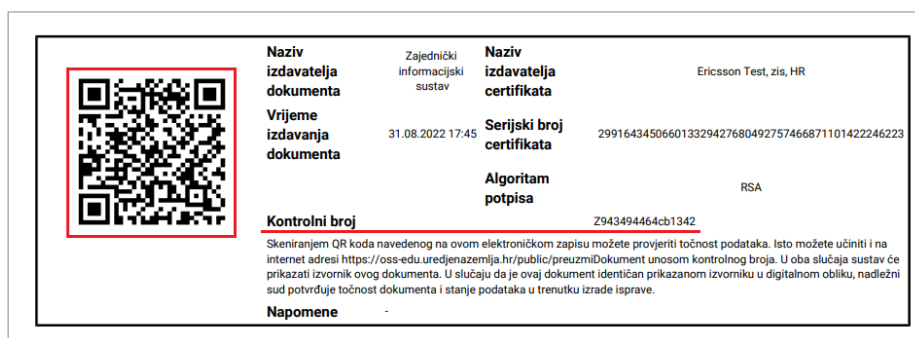 Naziv izdavatelja dokumenta
Zajednički informacijski sustav
Naziv izdavatelja certifikata
Ericsson Test, zis, HR
Vrijeme izdavanja dokumenta
31.08.2022 17:45
Serijski broj certifikata
29916434506601332942768049275746687110142224 6223
Algoritam potpisa
RSA
Kontrolni broj
Z943494464cb1342
Skeniranjem QR koda navedenog na ovom elektroničkom zapisu možete provjeriti točnost podataka. Isto možete učiniti i na
internet adresi https://oss-edu.uredjenazemlja.hr/public/preuzmiDokument unosom kontrolnog broja. U oba slučaja sustav će
prikazati izvornik ovog dokumenta. U slučaju da je ovaj dokument identičan prikazanom izvorniku u digitalnom obliku, nadležni
sud potvrđuje točnost dokumenta i stanje podataka u trenutku izrade isprave.
Napomene
-